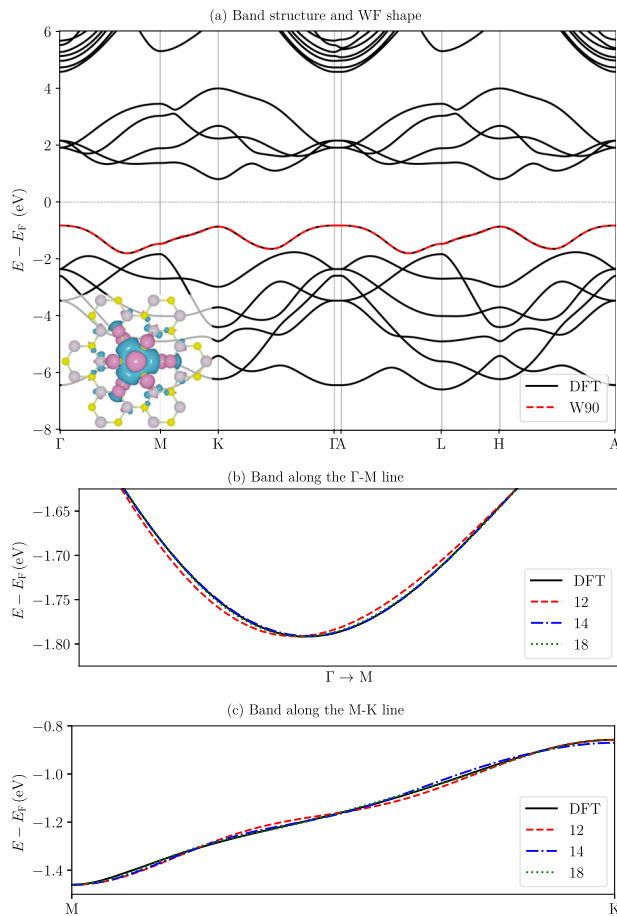 (a) Band structure and WF shape
6
4
2
0
−2
−4
−6
−8
E − E_F (eV)
DFT
W90
Γ M K ΓA L H A
(b) Band along the Γ-M line
−1.65
−1.70
−1.75
−1.80
E − E_F (eV)
DFT
12
14
18
Γ → M
(c) Band along the M-K line
−0.8
−1.0
−1.2
−1.4
E − E_F (eV)
DFT
12
14
18
M K